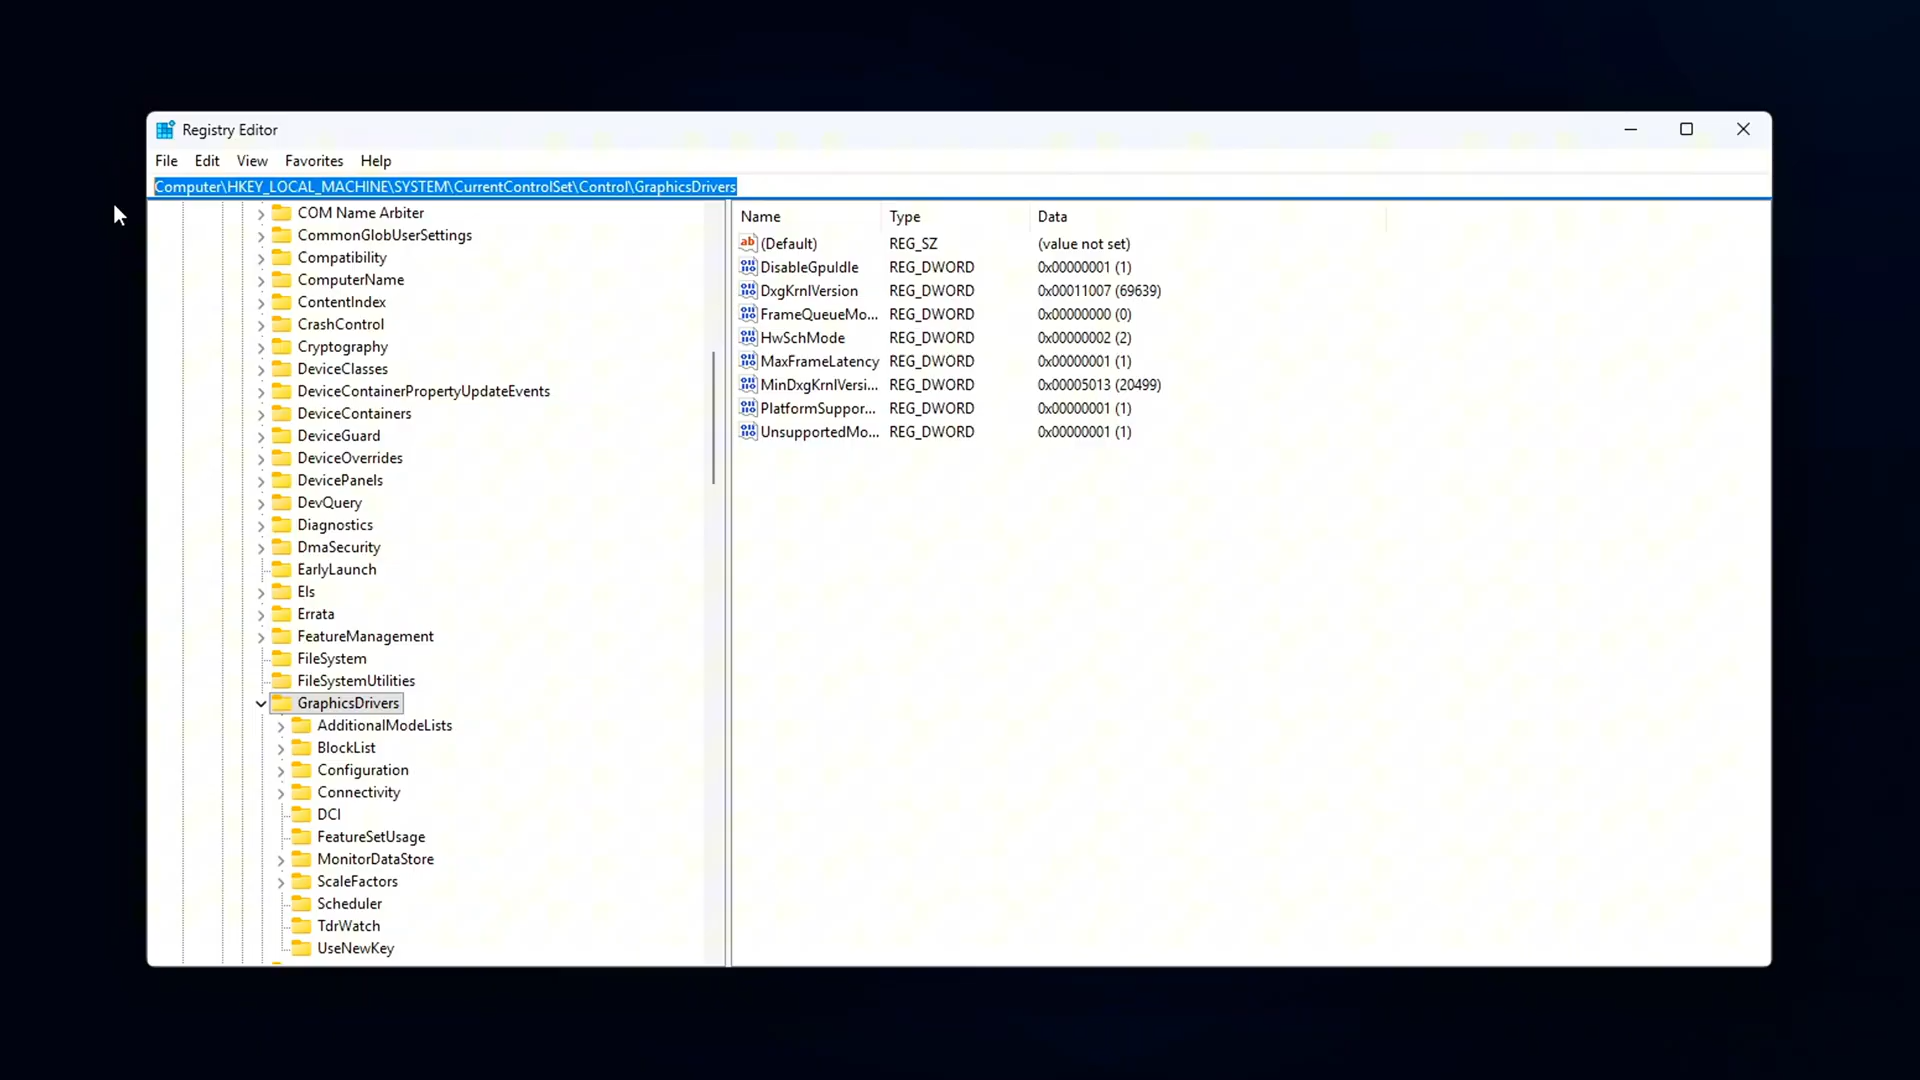 Registry Editor
File Edit View Favorites Help
Computer\HKEY_LOCAL_MACHINE\SYSTEM\CurrentControlSet\Control\GraphicsDrivers
COM Name Arbiter
CommonGlobUserSettings
Compatibility
ComputerName
ContentIndex
CrashControl
Cryptography
DeviceClasses
DeviceContainerPropertyUpdateEvents
DeviceContainers
DeviceGuard
DeviceOverrides
DevicePanels
DevQuery
Diagnostics
DmaSecurity
EarlyLaunch
Els
Errata
FeatureManagement
FileSystem
FileSystemUtilities
GraphicsDrivers
AdditionalModeLists
BlockList
Configuration
Connectivity
DCI
FeatureSetUsage
MonitorDataStore
ScaleFactors
Scheduler
TdrWatch
UseNewKey
Name Type Data
(Default) REG_SZ (value not set)
DisableGpuIdle REG_DWORD 0x00000001 (1)
DxgKrnlVersion REG_DWORD 0x00011007 (69639)
FrameQueueMo... REG_DWORD 0x00000000 (0)
HwSchMode REG_DWORD 0x00000002 (2)
MaxFrameLatency REG_DWORD 0x00000001 (1)
MinDxgKrnlVersi... REG_DWORD 0x00005013 (20499)
PlatformSuppor... REG_DWORD 0x00000001 (1)
UnsupportedMo... REG_DWORD 0x00000001 (1)